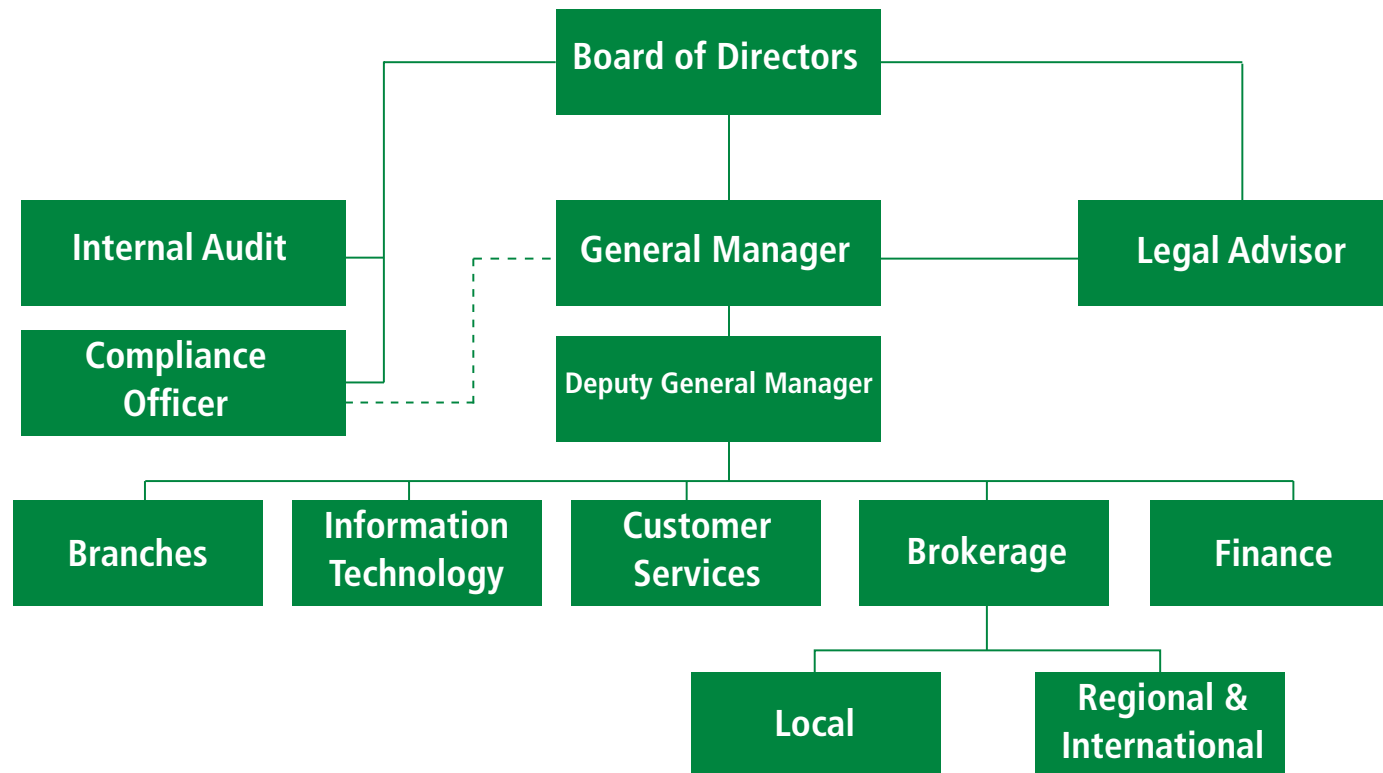 Board of Directors
Internal Audit
General Manager
Legal Advisor
Compliance
Officer
Deputy General Manager
Branches
Information
Technology
Customer
Services
Brokerage
Finance
Local
Regional &
International